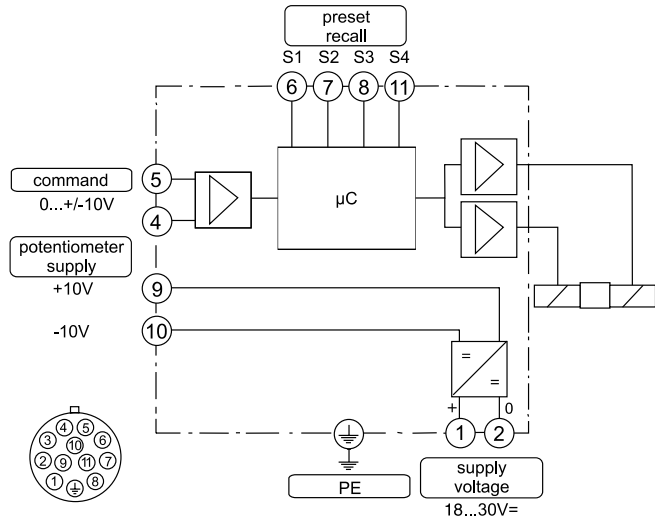 preset
recall
S1 S2 S3 S4
6 7 8 11
command
0...+/-10V
5
4
µC
potentiometer
supply
+10V
9
-10V
10
=
=
+ 0
1 2
PE
supply
voltage
18...30V=
4 5
3 10 6
2 9 11 7
1 8